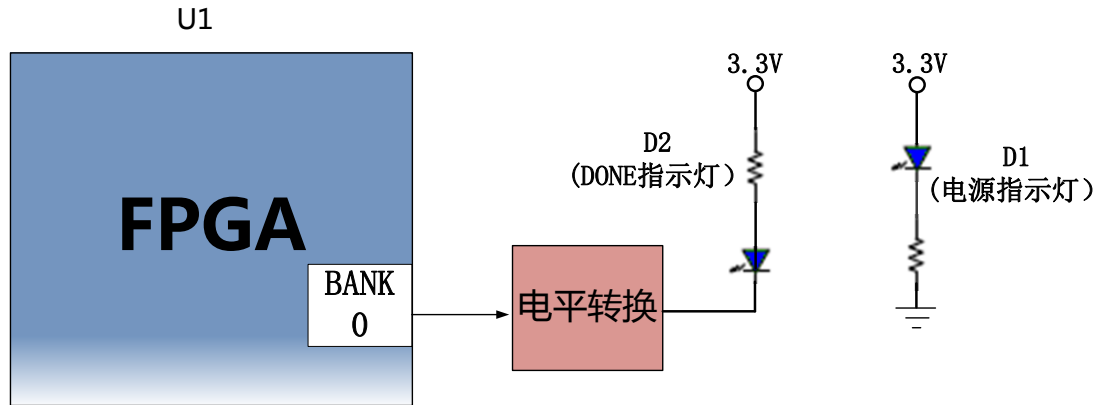 U1
FPGA
BANK
0
电平转换
3.3V
D2
(DONE指示灯）
3.3V
D1
(电源指示灯）